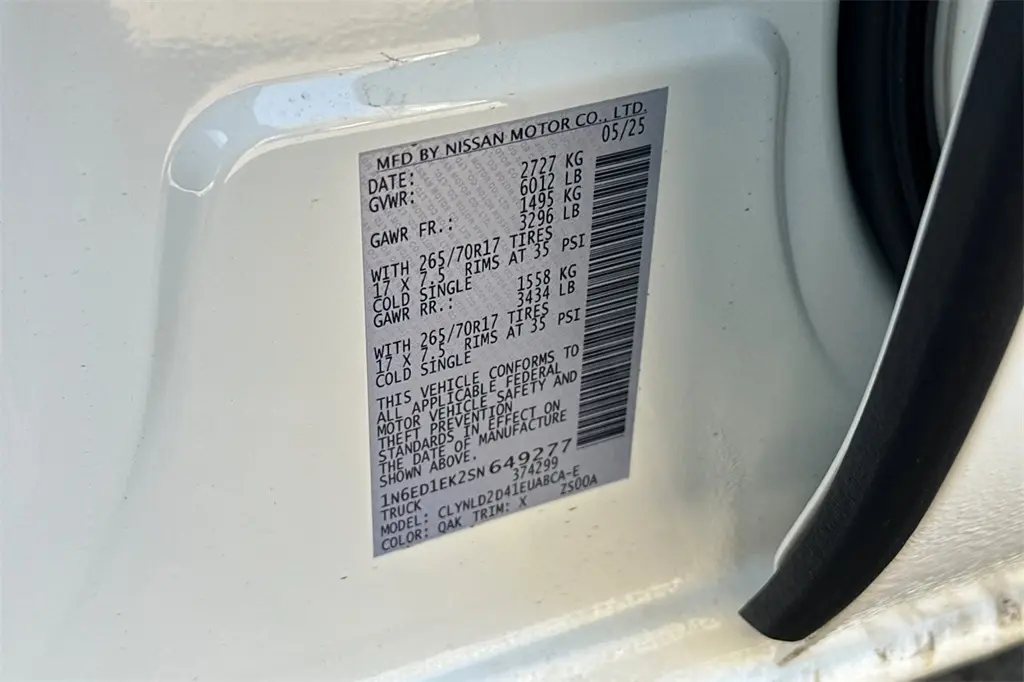 MFD BY NISSAN MOTOR CO., LTD.
DATE: 05/25
GVWR: 2727 KG
6012 LB
GAWR FR.: 1495 KG
3296 LB
WITH 265/70R17 TIRES
17 X 7.5 RIMS AT 35 PSI
COLD SINGLE
GAWR RR.: 1558 KG
3434 LB
WITH 265/70R17 TIRES
17 X 7.5 RIMS AT 35 PSI
COLD SINGLE
THIS VEHICLE CONFORMS TO
ALL APPLICABLE FEDERAL
MOTOR VEHICLE SAFETY AND
THEFT PREVENTION
STANDARDS IN EFFECT ON
THE DATE OF MANUFACTURE
SHOWN ABOVE.
1N6ED1EK2SN649277
TRUCK 374299
MODEL: CLYNLD2D41EUABCA-E
COLOR: QAK TRIM: X ZS00A